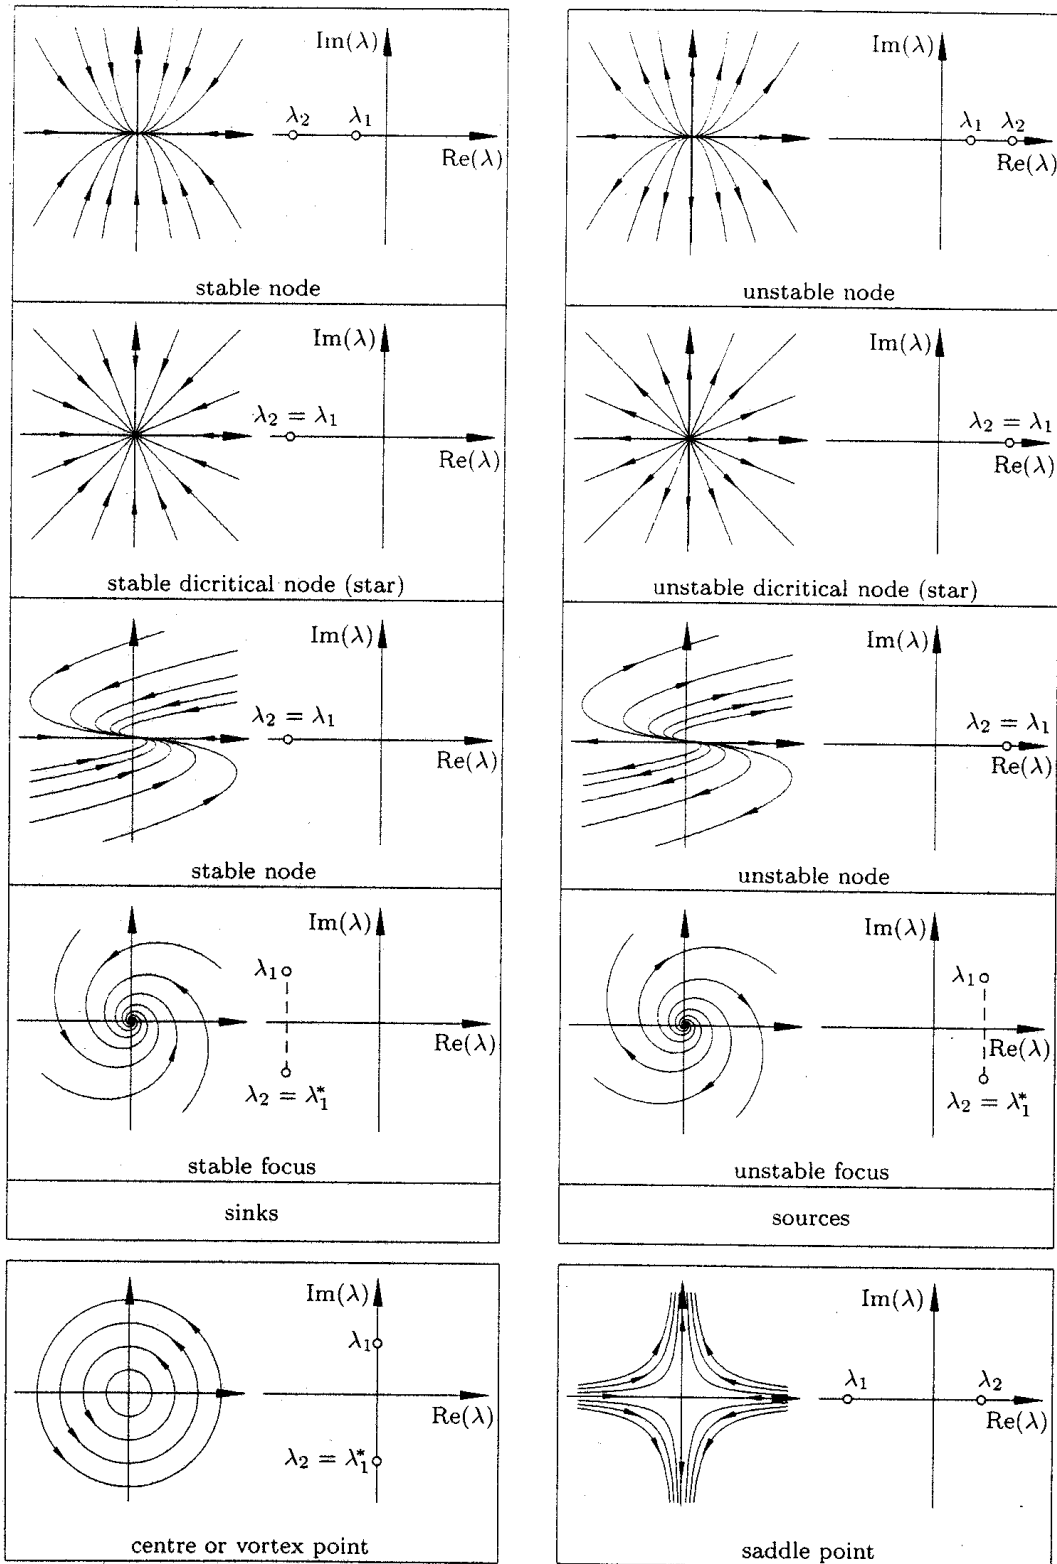 Im(λ)
λ₂ λ₁
Re(λ)
stable node
Im(λ)
λ₁ λ₂
Re(λ)
unstable node
Im(λ)
λ₂ = λ₁
Re(λ)
stable dicritical node (star)
Im(λ)
λ₂ = λ₁
Re(λ)
unstable dicritical node (star)
Im(λ)
λ₂ = λ₁
Re(λ)
stable node
Im(λ)
λ₂ = λ₁
Re(λ)
unstable node
Im(λ)
λ₁
Re(λ)
λ₂ = λ₁*
stable focus
Im(λ)
λ₁
Re(λ)
λ₂ = λ₁*
unstable focus
sinks
sources
Im(λ)
λ₁
Re(λ)
λ₂ = λ₁*
centre or vortex point
Im(λ)
λ₁ λ₂
Re(λ)
saddle point